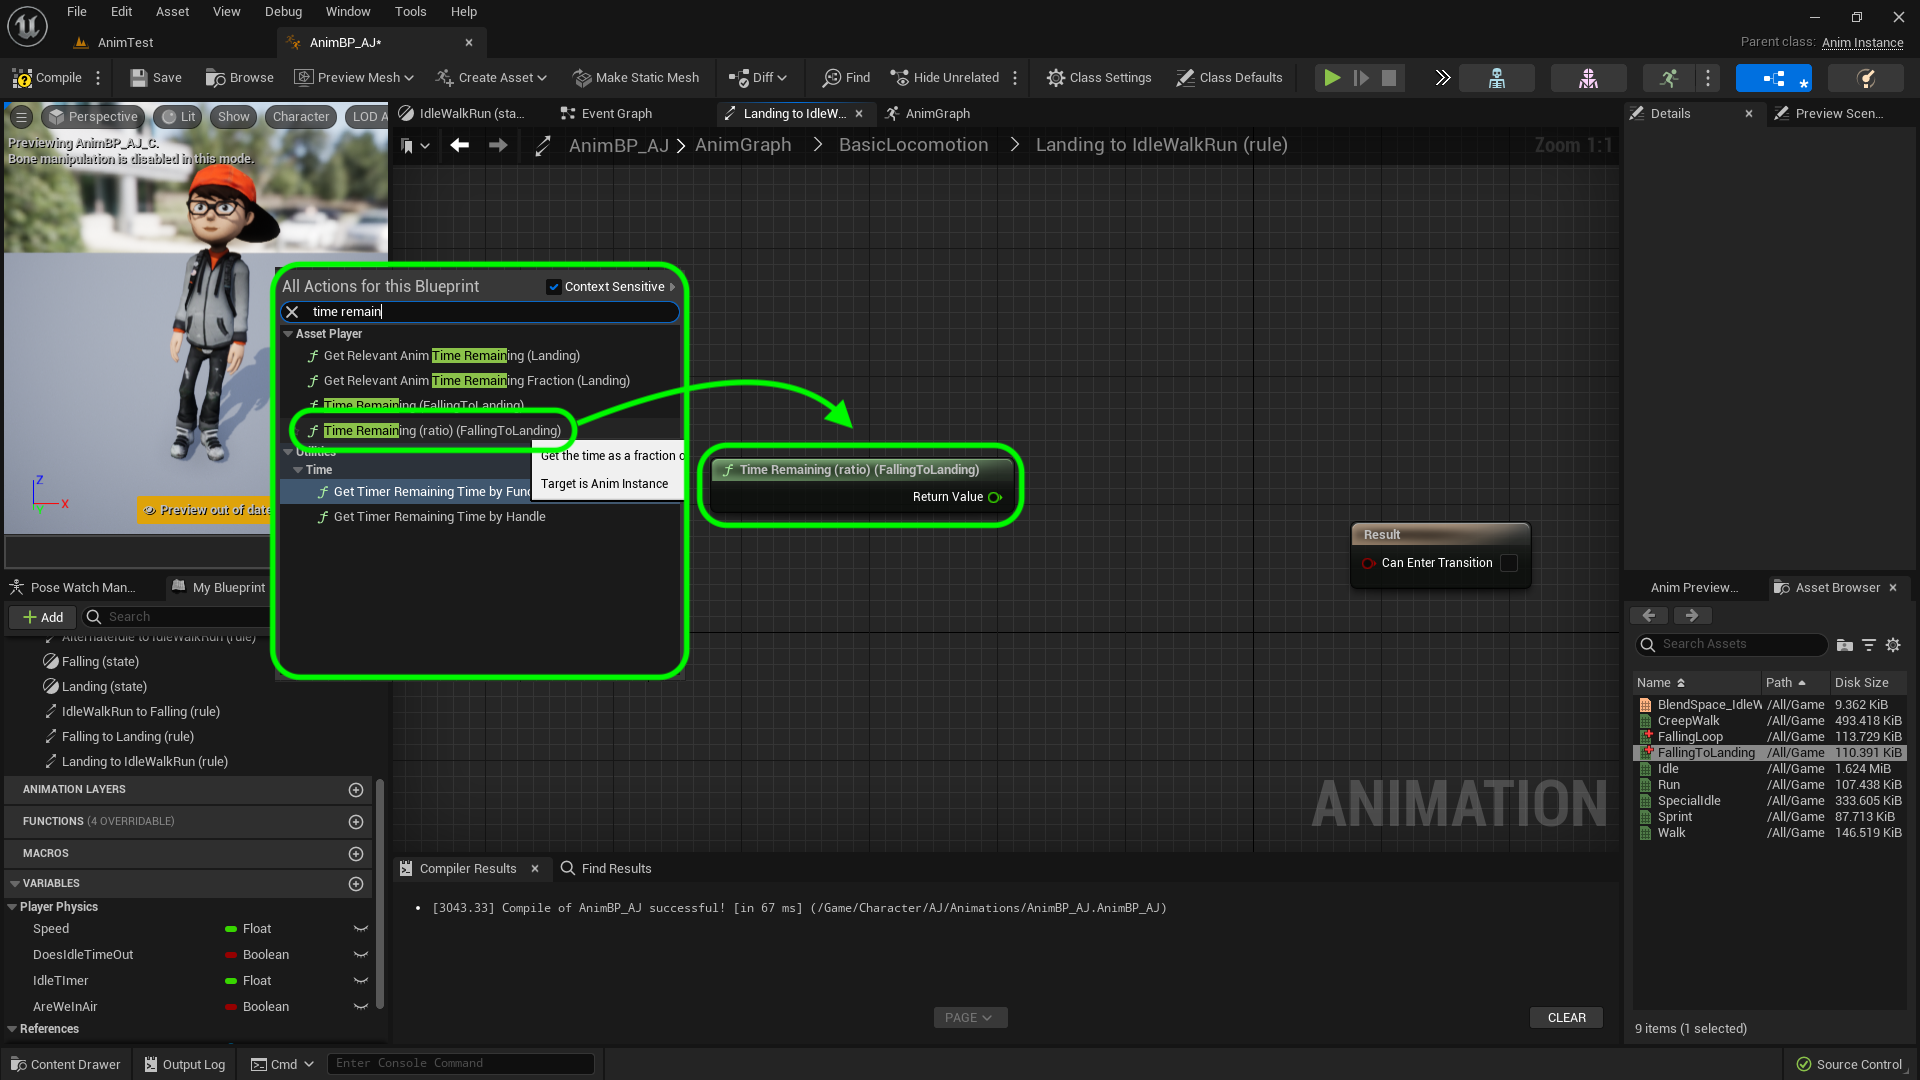 File Edit Asset View Debug Window Tools Help
AnimTest
AnimBP_AJ*
Parent class: Anim Instance
Compile Save Browse Preview Mesh Create Asset Make Static Mesh Diff Find Hide Unrelated Class Settings Class Defaults
Perspective Lit Show Character LOD A
Previewing AnimBP_AJ_C.
Bone manipulation is disabled in this mode.
Preview out of date
Z
X
Y
IdleWalkRun (sta...
Event Graph
Landing to IdleW...
AnimGraph
AnimBP_AJ > AnimGraph > BasicLocomotion > Landing to IdleWalkRun (rule)
Zoom 1:1
All Actions for this Blueprint
Context Sensitive
time remain
Asset Player
Get Relevant Anim Time Remaining (Landing)
Get Relevant Anim Time Remaining Fraction (Landing)
Time Remaining (FallingToLanding)
Time Remaining (ratio) (FallingToLanding)
Utilities
Time
Get Timer Remaining Time by Func
Get Timer Remaining Time by Handle
Get the time as a fraction o
Target is Anim Instance
Time Remaining (ratio) (FallingToLanding)
Return Value
Result
Can Enter Transition
ANIMATION
Pose Watch Man...
My Blueprint
Add
Search
AlternateIdle to IdleWalkRun (rule)
Falling (state)
Landing (state)
IdleWalkRun to Falling (rule)
Falling to Landing (rule)
Landing to IdleWalkRun (rule)
ANIMATION LAYERS
FUNCTIONS (4 OVERRIDABLE)
MACROS
VARIABLES
Player Physics
Speed Float
DoesIdleTimeOut Boolean
IdleTImer Float
AreWeInAir Boolean
References
Compiler Results
Find Results
[3043.33] Compile of AnimBP_AJ successful! [in 67 ms] (/Game/Character/AJ/Animations/AnimBP_AJ.AnimBP_AJ)
PAGE
CLEAR
Details
Preview Scen...
Anim Preview...
Asset Browser
Search Assets
Name Path Disk Size
BlendSpace_IdleW /All/Game 9.362 KiB
CreepWalk /All/Game 493.418 KiB
FallingLoop /All/Game 113.729 KiB
FallingToLanding /All/Game 110.391 KiB
Idle /All/Game 1.624 MiB
Run /All/Game 107.438 KiB
SpecialIdle /All/Game 333.605 KiB
Sprint /All/Game 87.713 KiB
Walk /All/Game 146.519 KiB
9 items (1 selected)
Content Drawer
Output Log
Cmd
Enter Console Command
Source Control